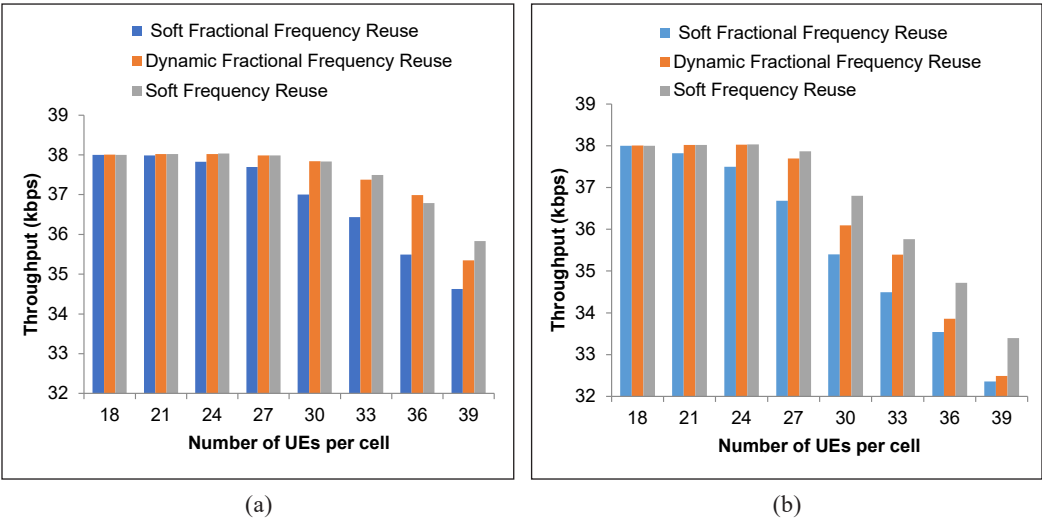 Soft Fractional Frequency Reuse
Dynamic Fractional Frequency Reuse
Soft Frequency Reuse
39
38
37
36
35
34
33
32
Throughput (kbps)
18 21 24 27 30 33 36 39
Number of UEs per cell
(a)
Soft Fractional Frequency Reuse
Dynamic Fractional Frequency Reuse
Soft Frequency Reuse
39
38
37
36
35
34
33
32
Throughput (kbps)
18 21 24 27 30 33 36 39
Number of UEs per cell
(b)